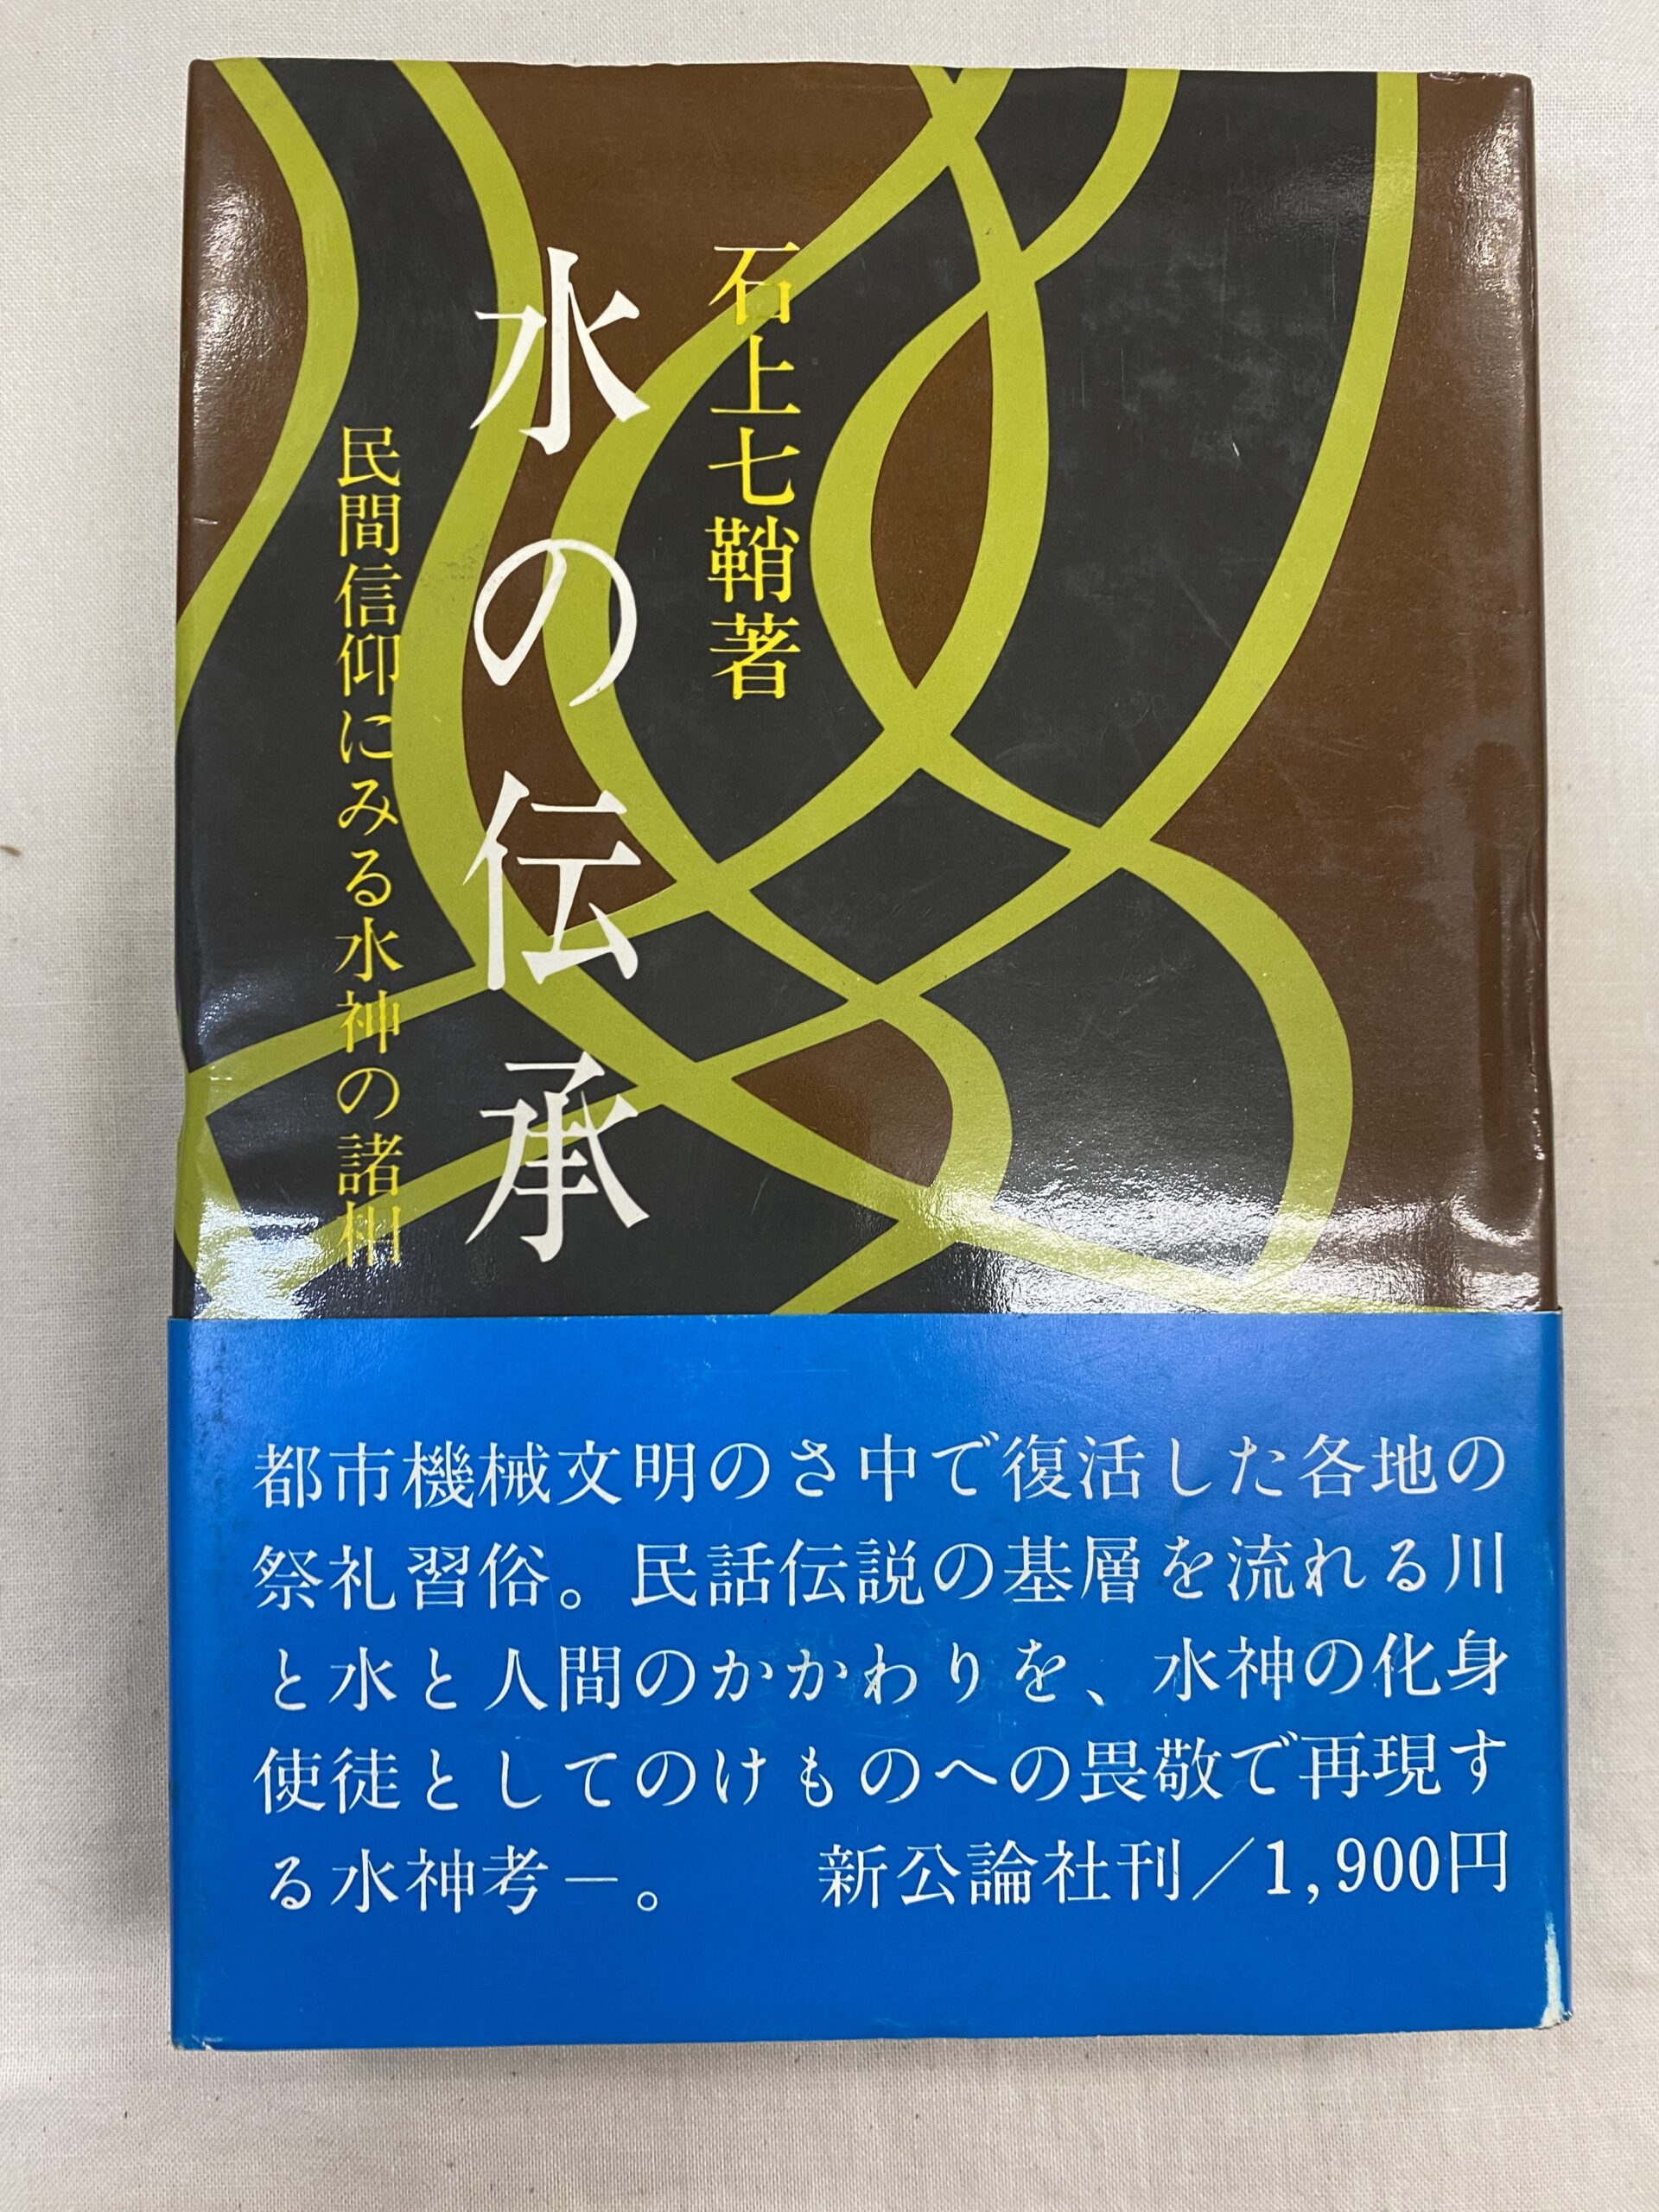 石上七鞘著
水の伝承
民間信仰にみる水神の諸相
都市機械文明のさ中で復活した各地の
祭礼習俗。民話伝説の基層を流れる川
と水と人間のかかわりを、水神の化身
使徒としてのけものへの畏敬で再現す
る水神考―。 新公論社刊／1,900円